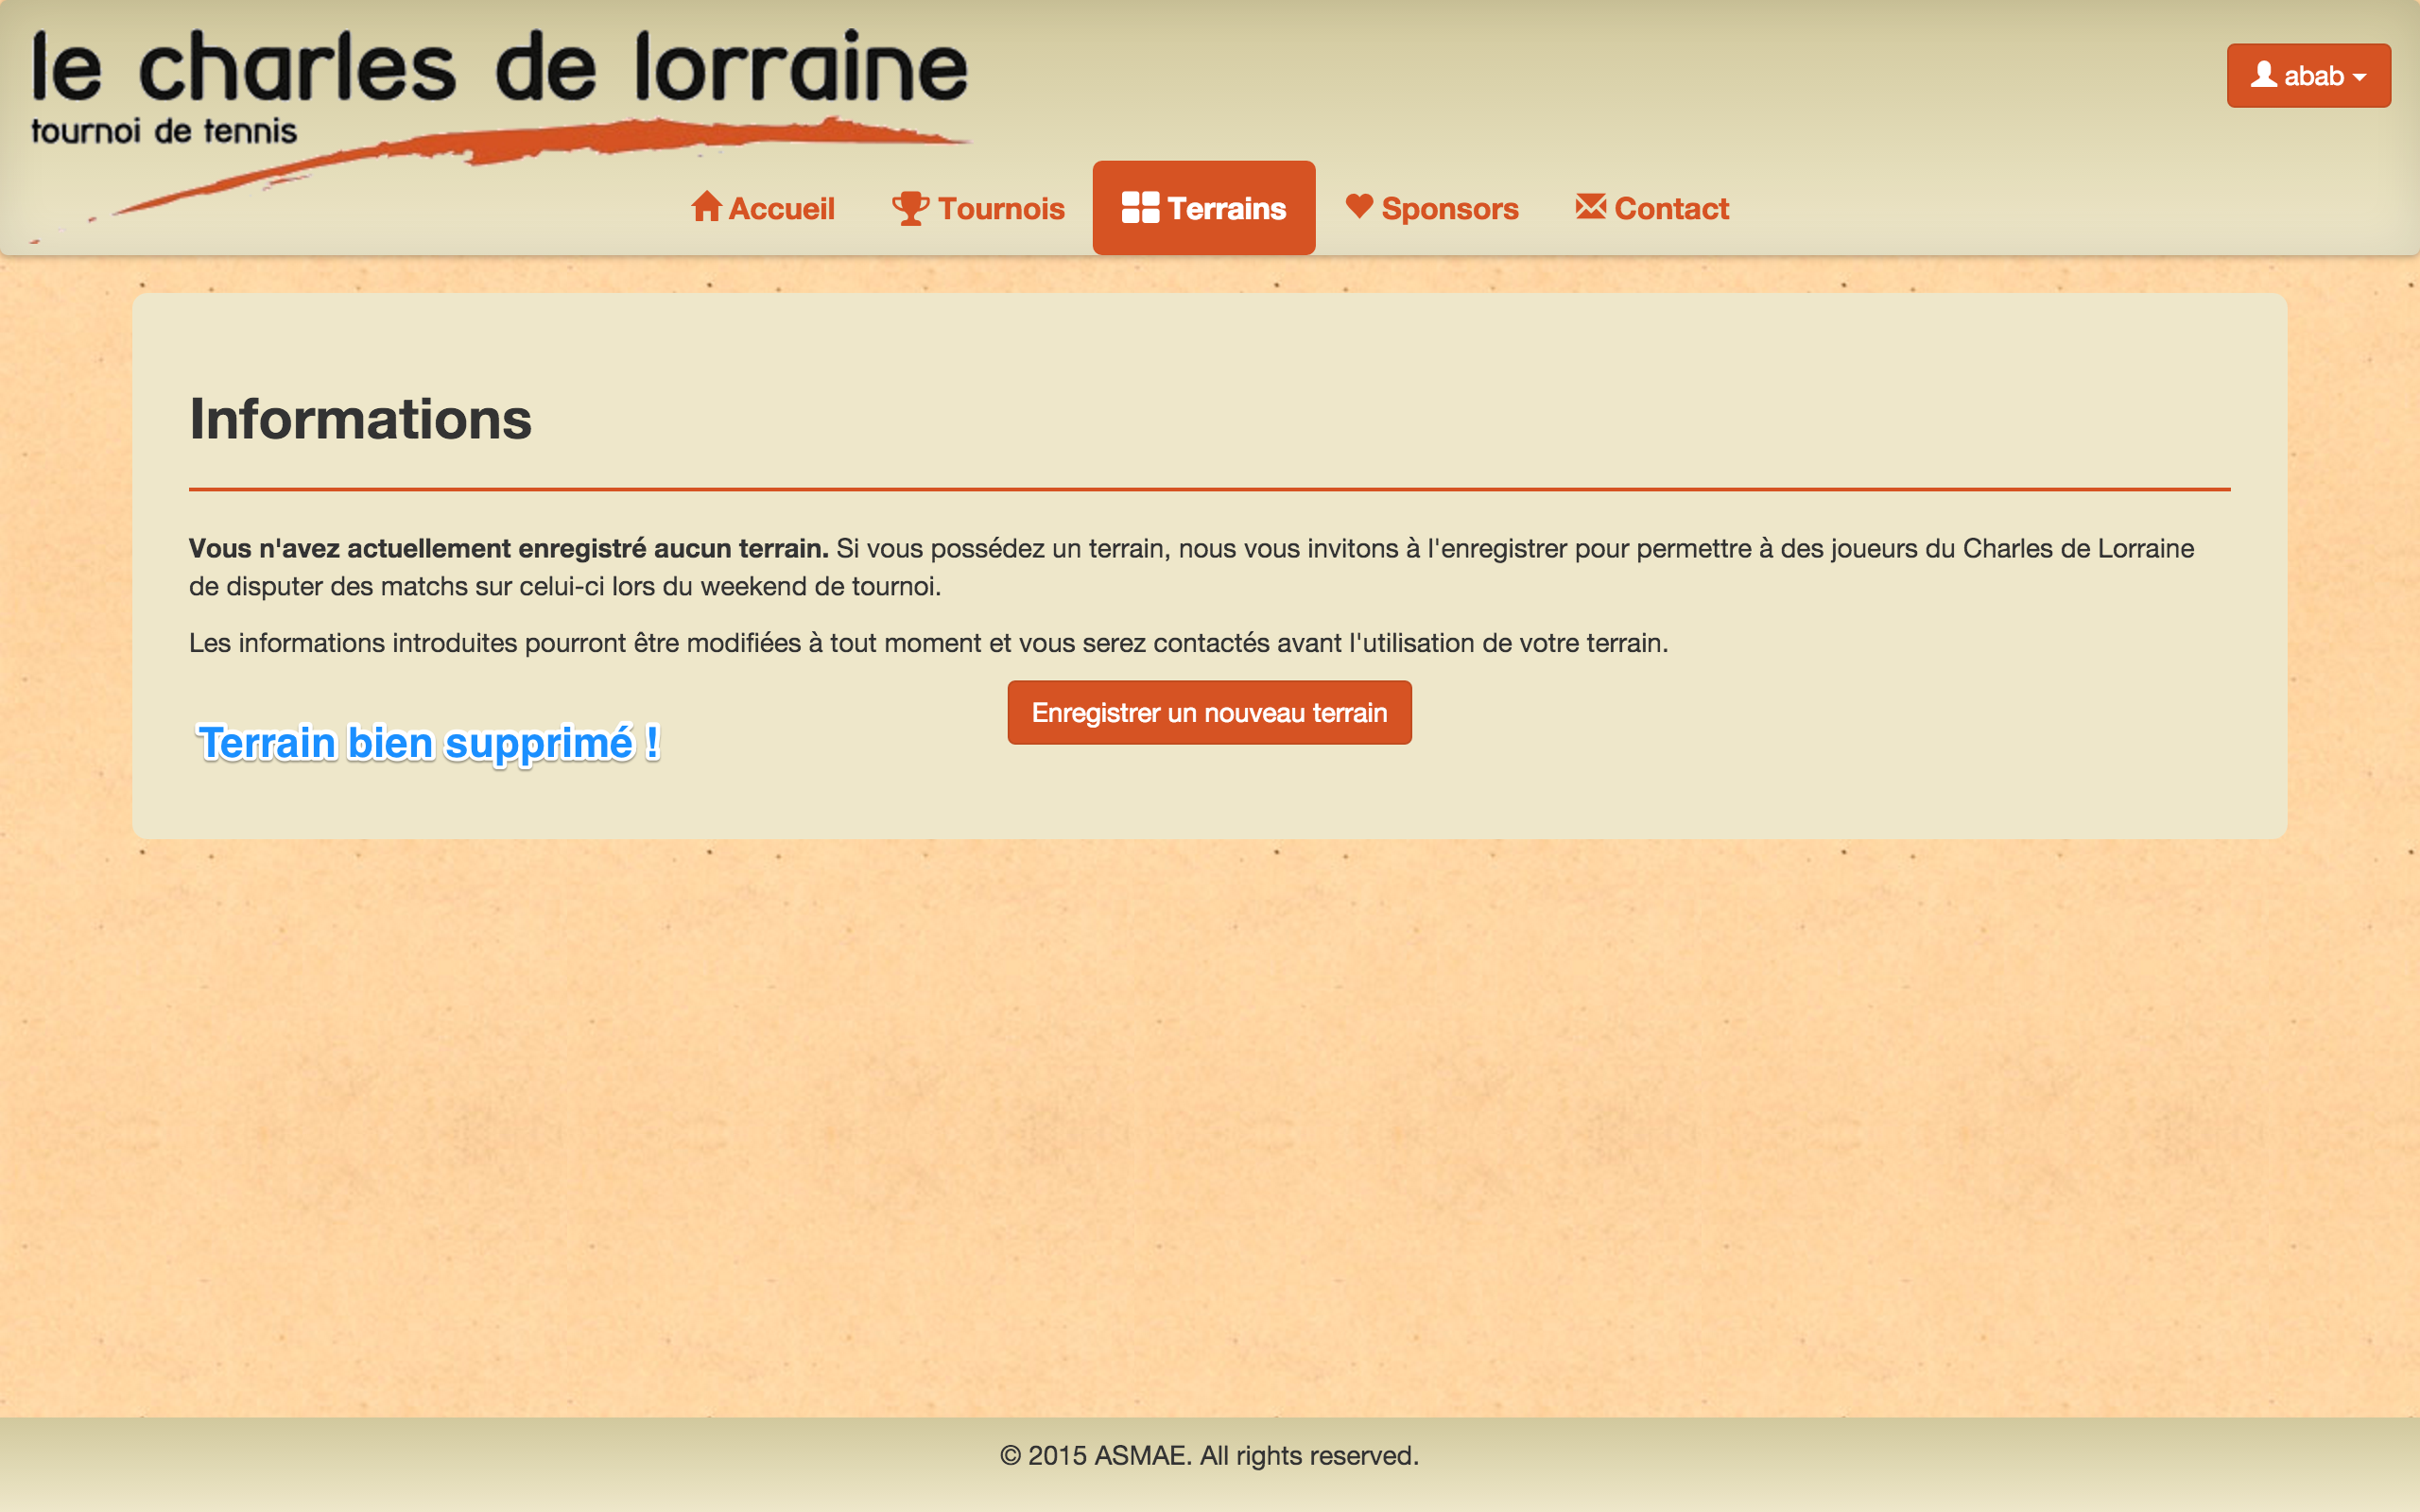 le charles de lorraine
tournoi de tennis
abab
Accueil Tournois Terrains Sponsors Contact
Informations
Vous n'avez actuellement enregistré aucun terrain. Si vous possédez un terrain, nous vous invitons à l'enregistrer pour permettre à des joueurs du Charles de Lorraine
de disputer des matchs sur celui-ci lors du weekend de tournoi.
Les informations introduites pourront être modifiées à tout moment et vous serez contactés avant l'utilisation de votre terrain.
Enregistrer un nouveau terrain
Terrain bien supprimé !
© 2015 ASMAE. All rights reserved.